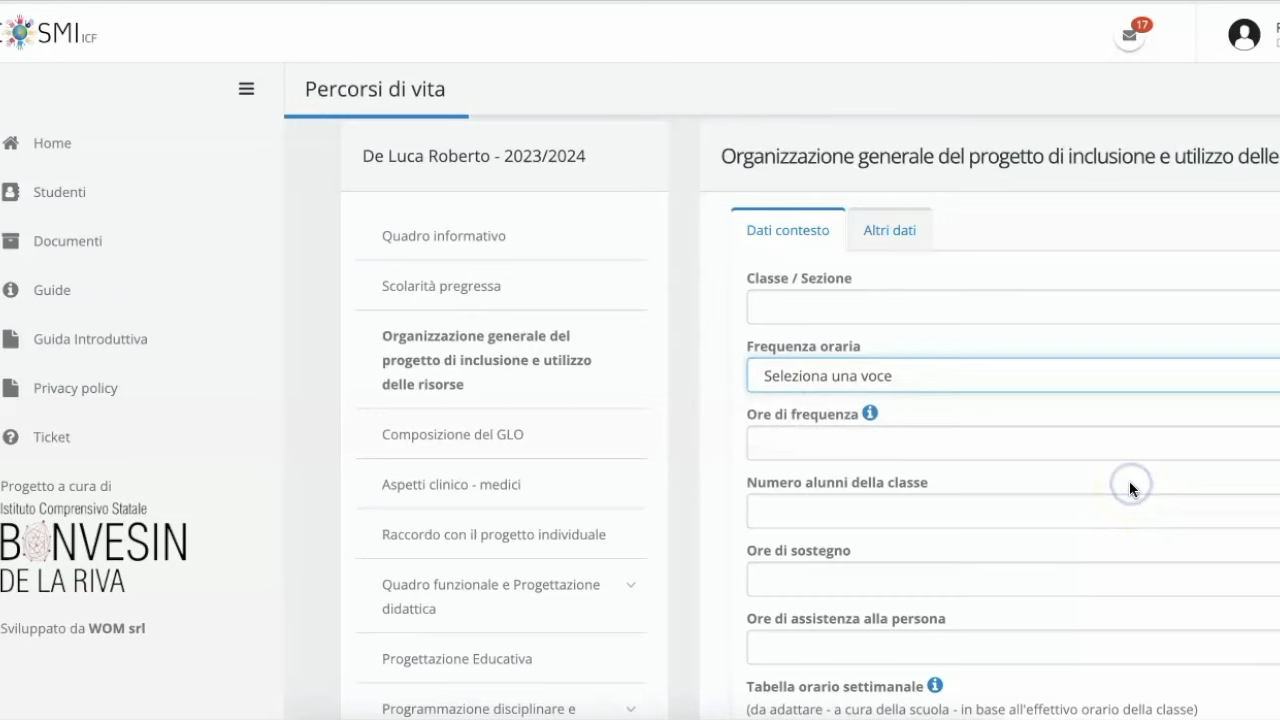 SMI ICF
17
Percorsi di vita
Home
Studenti
Documenti
Guide
Guida Introduttiva
Privacy policy
Ticket
Progetto a cura di
Istituto Comprensivo Statale
BONVESIN
DE LA RIVA
Sviluppato da WOM srl
De Luca Roberto - 2023/2024
Quadro informativo
Scolarità pregressa
Organizzazione generale del
progetto di inclusione e utilizzo
delle risorse
Composizione del GLO
Aspetti clinico - medici
Raccordo con il progetto individuale
Quadro funzionale e Progettazione
didattica
Progettazione Educativa
Programmazione disciplinare e
Organizzazione generale del progetto di inclusione e utilizzo delle
Dati contesto
Altri dati
Classe / Sezione
Frequenza oraria
Seleziona una voce
Ore di frequenza
Numero alunni della classe
Ore di sostegno
Ore di assistenza alla persona
Tabella orario settimanale
(da adattare - a cura della scuola - in base all'effettivo orario della classe)